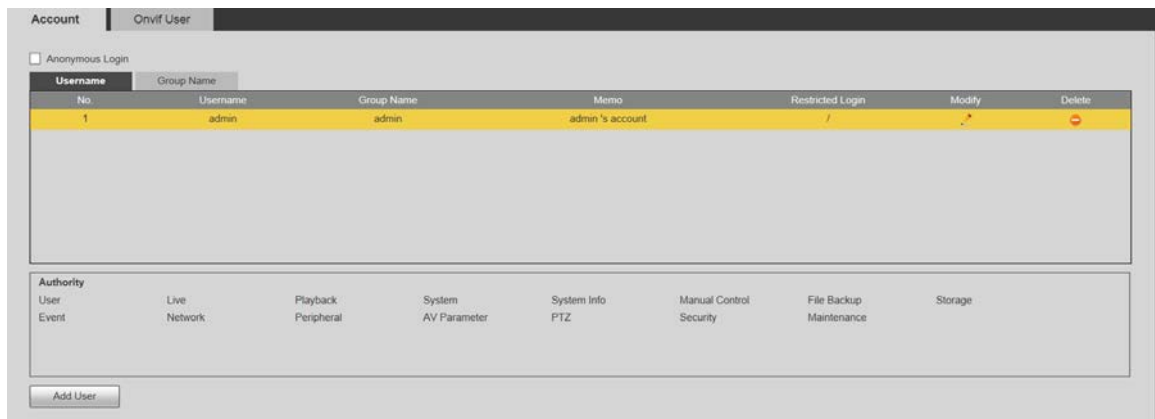 Account Onvif User
Anonymous Login
Username Group Name
No. Username Group Name Memo Restricted Login Modify Delete
1 admin admin admin 's account / 
Authority
User Live Playback System System Info Manual Control File Backup Storage
Event Network Peripheral AV Parameter PTZ Security Maintenance
Add User